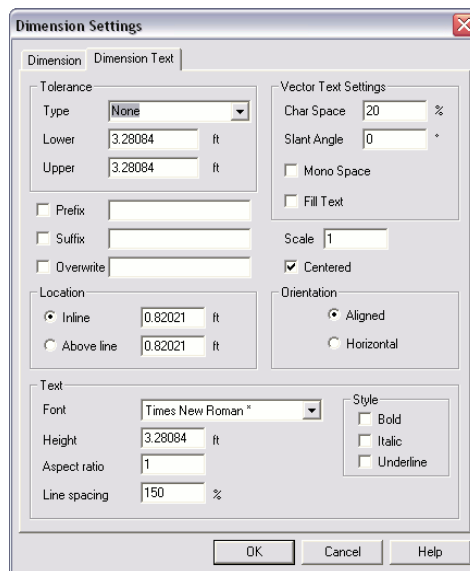 Dimension Settings
Dimension
Dimension Text
Tolerance
Type None
Lower 3.28084 ft
Upper 3.28084 ft
Vector Text Settings
Char Space 20 %
Slant Angle 0 °
Mono Space
Fill Text
Prefix
Suffix
Overwrite
Scale 1
Centered
Location
Inline 0.82021 ft
Above line 0.82021 ft
Orientation
Aligned
Horizontal
Text
Font Times New Roman *
Height 3.28084 ft
Aspect ratio 1
Line spacing 150 %
Style
Bold
Italic
Underline
OK
Cancel
Help